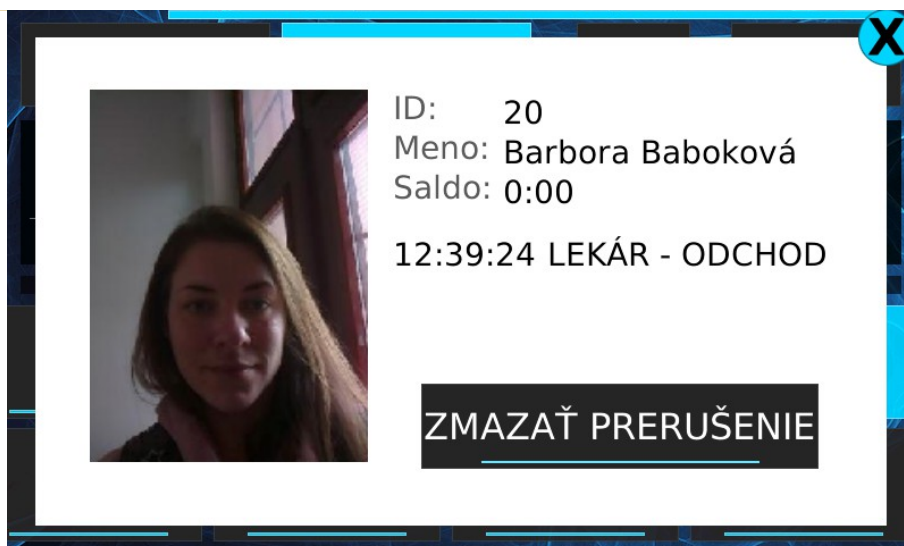 X
ID: 20
Meno: Barbora Baboková
Saldo: 0:00
12:39:24 LEKÁR - ODCHOD
ZMAZAŤ PRERUŠENIE